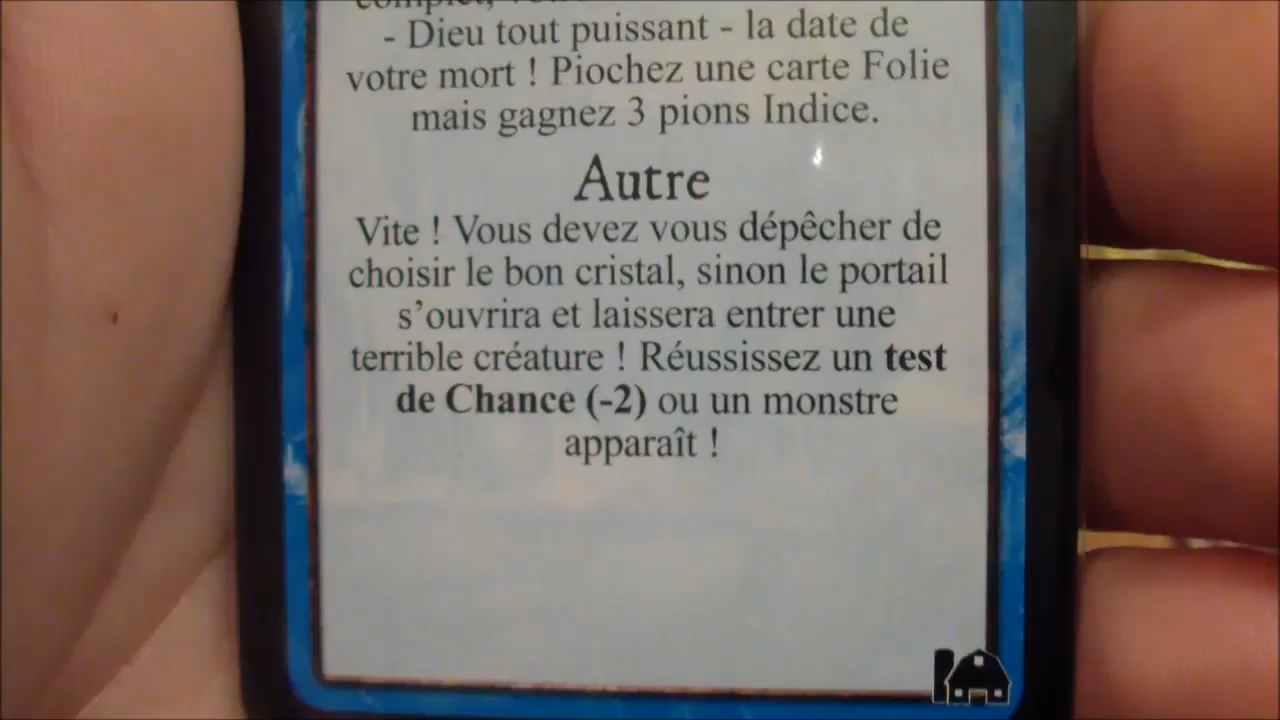 - Dieu tout puissant - la date de
votre mort ! Piochez une carte Folie
mais gagnez 3 pions Indice.
Autre
Vite ! Vous devez vous dépêcher de
choisir le bon cristal, sinon le portail
s'ouvrira et laissera entrer une
terrible créature ! Réussissez un test
de Chance (-2) ou un monstre
apparaît !